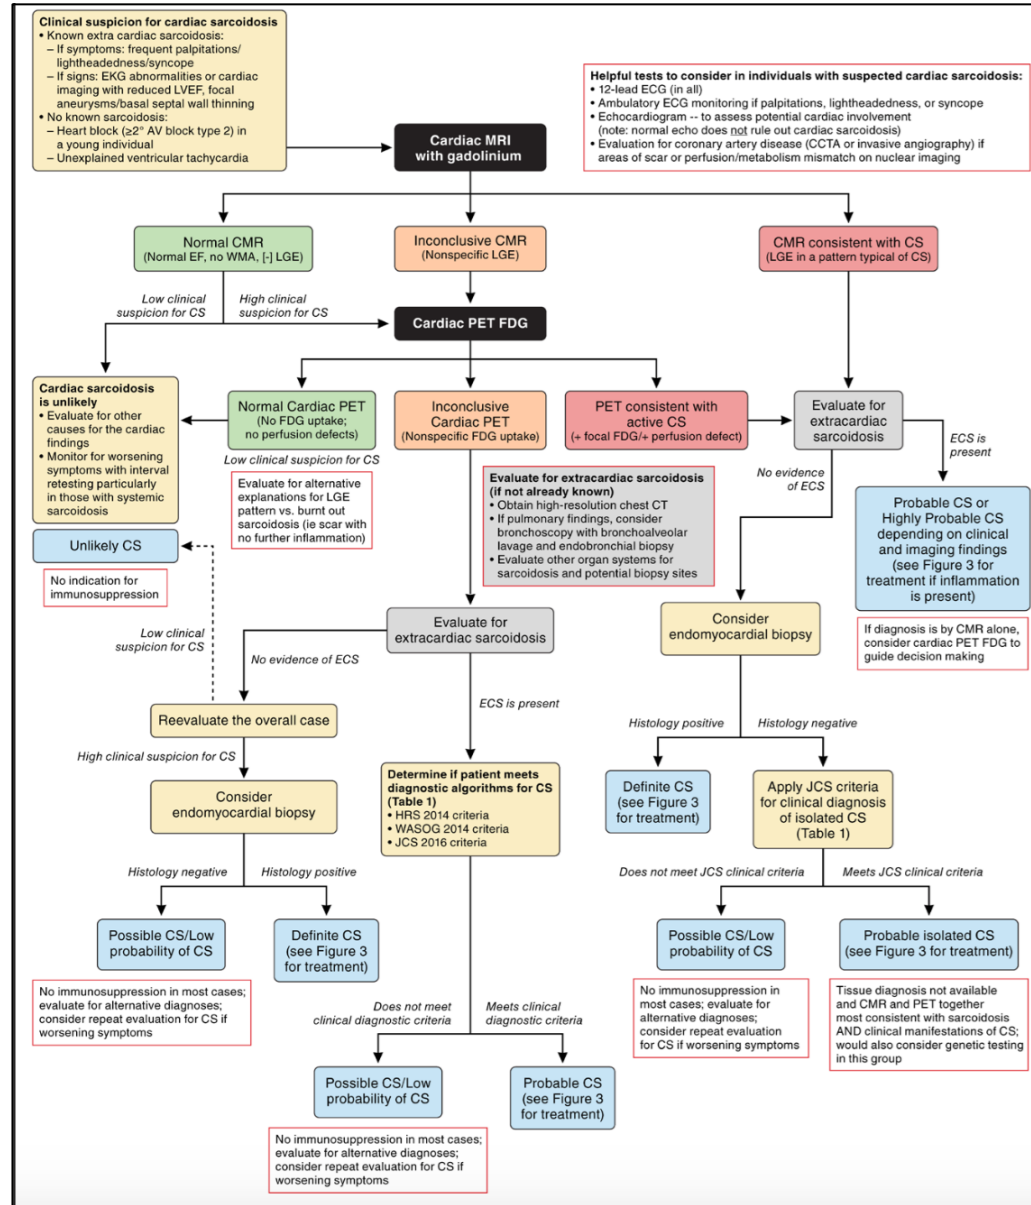 Clinical suspicion for cardiac sarcoidosis
• Known extra cardiac sarcoidosis:
– If symptoms: frequent palpitations/
lightheadedness/syncope
– If signs: EKG abnormalities or cardiac
imaging with reduced LVEF, focal
aneurysms/basal septal wall thinning
• No known sarcoidosis:
– Heart block (≥2° AV block type 2) in
a young individual
– Unexplained ventricular tachycardia
Helpful tests to consider in individuals with suspected cardiac sarcoidosis:
• 12-lead ECG (in all)
• Ambulatory ECG monitoring if palpitations, lightheadedness, or syncope
• Echocardiogram -- to assess potential cardiac involvement
(note: normal echo does not rule out cardiac sarcoidosis)
• Evaluation for coronary artery disease (CCTA or invasive angiography) if
areas of scar or perfusion/metabolism mismatch on nuclear imaging
Cardiac MRI
with gadolinium
Normal CMR
(Normal EF, no WMA, [-] LGE)
Inconclusive CMR
(Nonspecific LGE)
CMR consistent with CS
(LGE in a pattern typical of CS)
Low clinical
suspicion for CS
High clinical
suspicion for CS
Cardiac PET FDG
Cardiac sarcoidosis
is unlikely
• Evaluate for other
causes for the cardiac
findings
• Monitor for worsening
symptoms with interval
retesting particularly
in those with systemic
sarcoidosis
Normal Cardiac PET
(No FDG uptake;
no perfusion defects)
Inconclusive
Cardiac PET
(Nonspecific FDG uptake)
PET consistent with
active CS
(+ focal FDG/+ perfusion defect)
Evaluate for
extracardiac
sarcoidosis
Low clinical suspicion for CS
Evaluate for alternative
explanations for LGE
pattern vs. burnt out
sarcoidosis (ie scar with
no further inflammation)
Evaluate for extracardiac sarcoidosis
(if not already known)
• Obtain high-resolution chest CT
• If pulmonary findings, consider
bronchoscopy with bronchoalveolar
lavage and endobronchial biopsy
• Evaluate other organ systems for
sarcoidosis and potential biopsy sites
No evidence
of ECS
ECS is
present
Probable CS or
Highly Probable CS
depending on clinical
and imaging findings
(see Figure 3 for
treatment if inflammation
is present)
If diagnosis is by CMR alone,
consider cardiac PET FDG to
guide decision making
Unlikely CS
No indication for
immunosuppression
Low clinical
suspicion for CS
Evaluate for
extracardiac sarcoidosis
Consider
endomyocardial biopsy
No evidence of ECS
ECS is present
Reevaluate the overall case
High clinical suspicion for CS
Consider
endomyocardial biopsy
Determine if patient meets
diagnostic algorithms for CS
(Table 1)
• HRS 2014 criteria
• WASOG 2014 criteria
• JCS 2016 criteria
Histology positive
Histology negative
Definite CS
(see Figure 3
for treatment)
Apply JCS criteria
for clinical diagnosis
of isolated CS
(Table 1)
Histology negative
Histology positive
Possible CS/Low
probability of CS
Definite CS
(see Figure 3
for treatment)
No immunosuppression in most cases;
evaluate for alternative diagnoses;
consider repeat evaluation for CS if
worsening symptoms
Does not meet JCS clinical criteria
Meets JCS clinical criteria
Possible CS/Low
probability of CS
Probable isolated CS
(see Figure 3 for treatment)
No immunosuppression in
most cases; evaluate for
alternative diagnoses;
consider repeat evaluation
for CS if worsening symptoms
Tissue diagnosis not available
and CMR and PET together
most consistent with sarcoidosis
AND clinical manifestations of CS;
would also consider genetic testing
in this group
Does not meet
clinical diagnostic criteria
Meets clinical
diagnostic criteria
Possible CS/Low
probability of CS
Probable CS
(see Figure 3
for treatment)
No immunosuppression in most cases;
evaluate for alternative diagnoses;
consider repeat evaluation for CS if
worsening symptoms